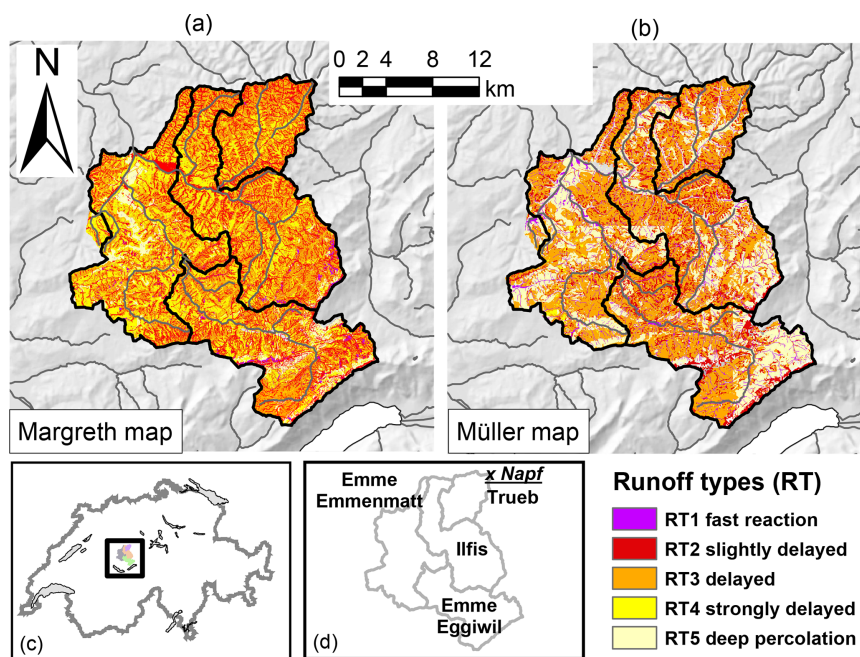 (a)
(b)
N
0 2 4 8 12
km
Margreth map
Müller map
(c)
(d)
Emme
Emmenmatt
x Napf
Trueb
Ilfis
Emme
Eggiwil
Runoff types (RT)
RT1 fast reaction
RT2 slightly delayed
RT3 delayed
RT4 strongly delayed
RT5 deep percolation